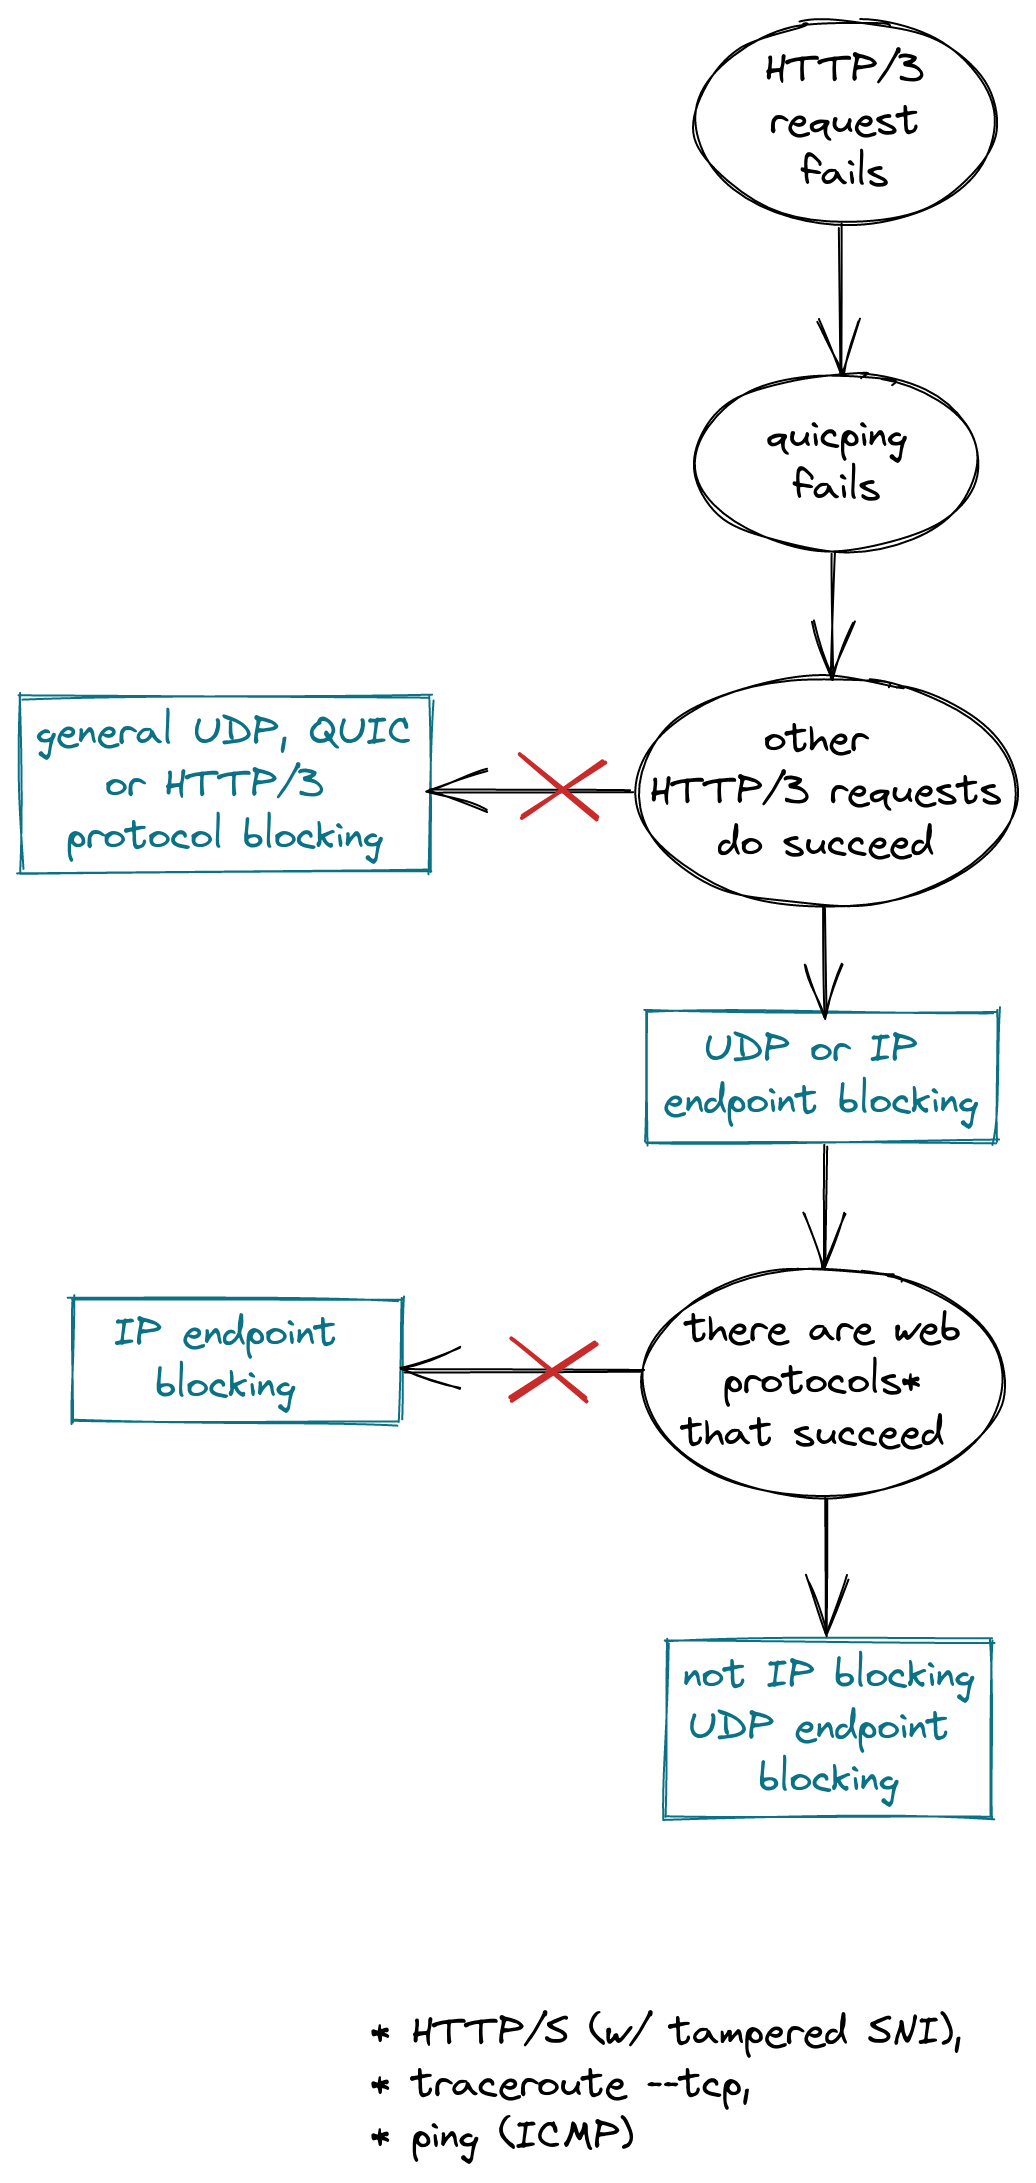 HTTP/3
request
fails
quicping
fails
other
HTTP/3 requests
do succeed
general UDP, QUIC
or HTTP/3
protocol blocking
UDP or IP
endpoint blocking
there are web
protocols*
that succeed
IP endpoint
blocking
not IP blocking
UDP endpoint
blocking
* HTTP/S (w/ tampered SNI),
* traceroute --tcp,
* ping (ICMP)